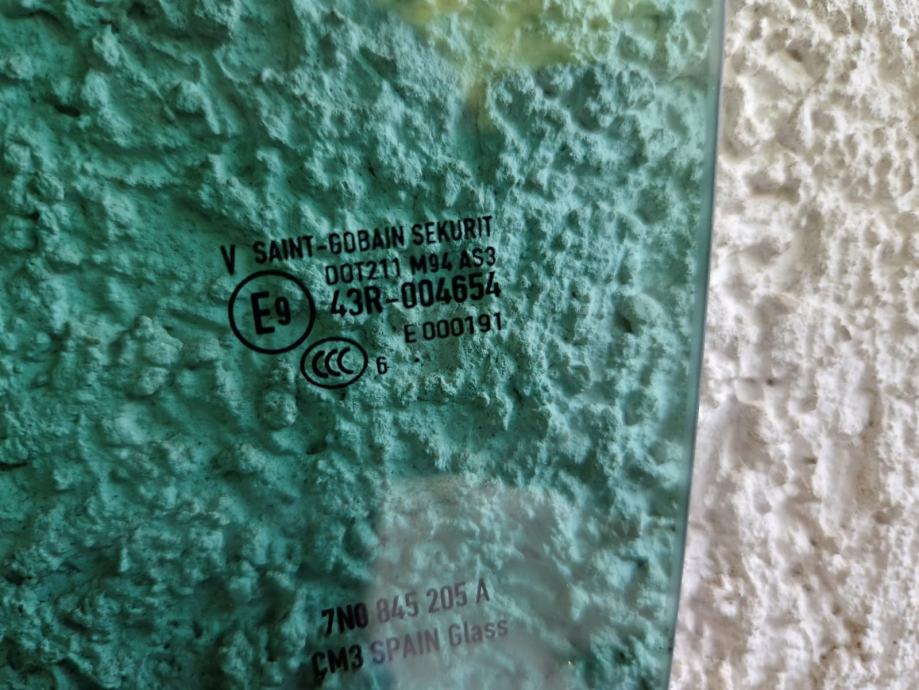 V SAINT-GOBAIN SEKURIT
DOT211 M94 AS3
E9 43R-004654
E 000191
CCC 6
7N0 845 205 A
CM3 SPAIN Glass